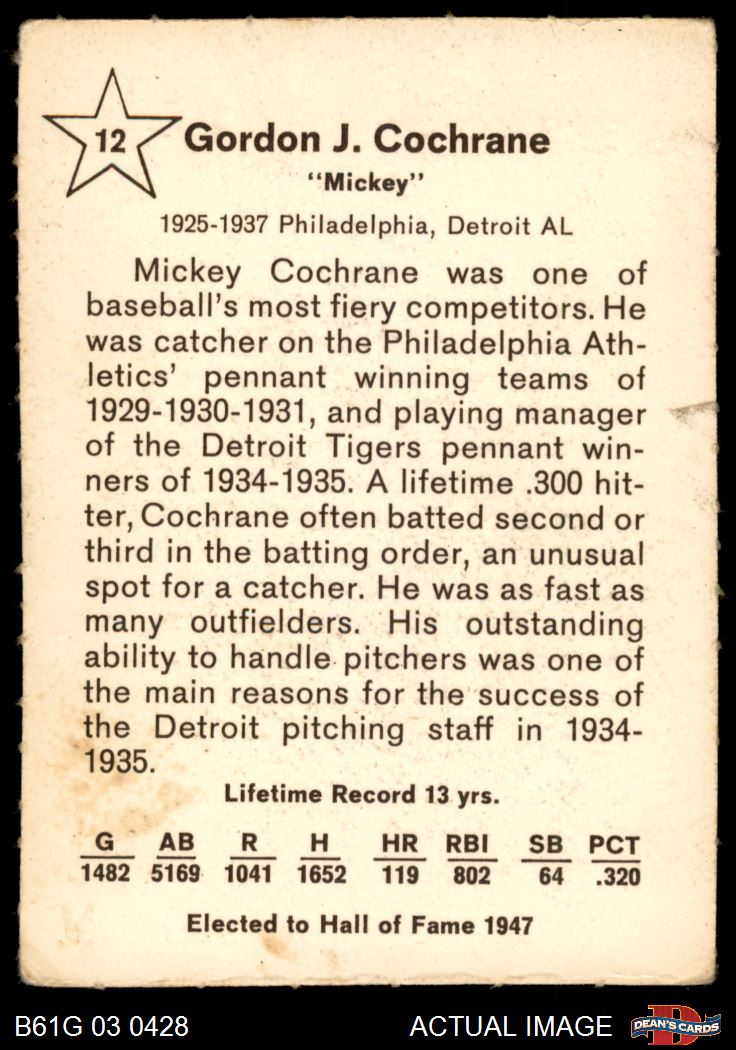 12
Gordon J. Cochrane
"Mickey"
1925-1937 Philadelphia, Detroit AL
Mickey Cochrane was one of
baseball's most fiery competitors. He
was catcher on the Philadelphia Ath-
letics' pennant winning teams of
1929-1930-1931, and playing manager
of the Detroit Tigers pennant win-
ners of 1934-1935. A lifetime .300 hit-
ter, Cochrane often batted second or
third in the batting order, an unusual
spot for a catcher. He was as fast as
many outfielders. His outstanding
ability to handle pitchers was one of
the main reasons for the success of
the Detroit pitching staff in 1934-
1935.
Lifetime Record 13 yrs.
G AB R H HR RBI SB PCT
1482 5169 1041 1652 119 802 64 .320
Elected to Hall of Fame 1947
B61G 03 0428 ACTUAL IMAGE D DEAN'S CARDS